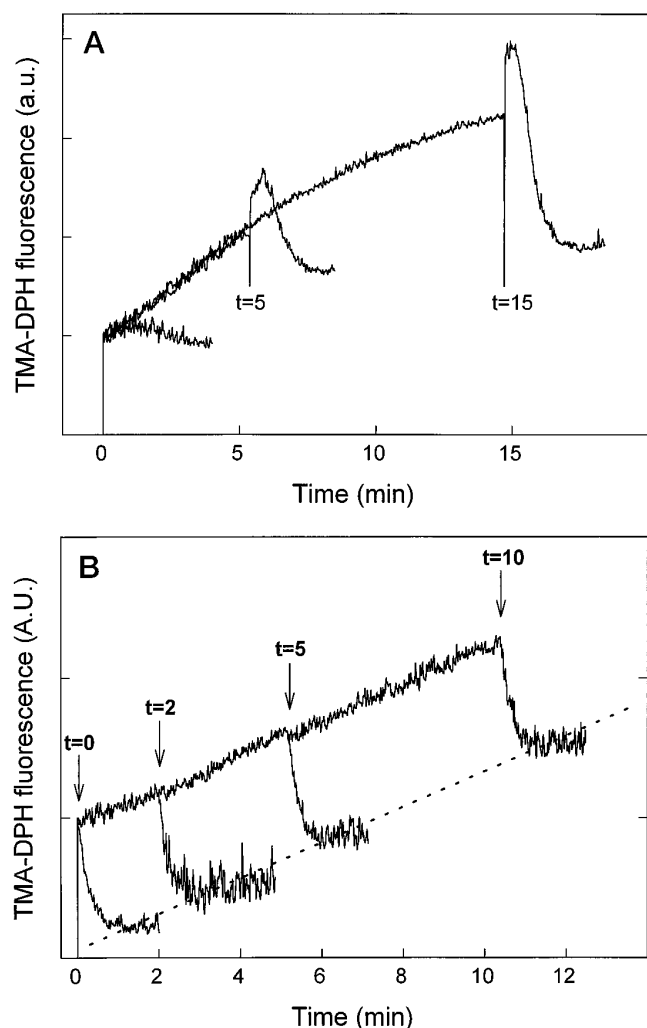 A
TMA-DPH fluorescence (a.u.)
t=5
t=15
0 5 10 15
Time (min)
B
TMA-DPH fluorescence (A.U.)
t=0
t=2
t=5
t=10
0 2 4 6 8 10 12
Time (min)